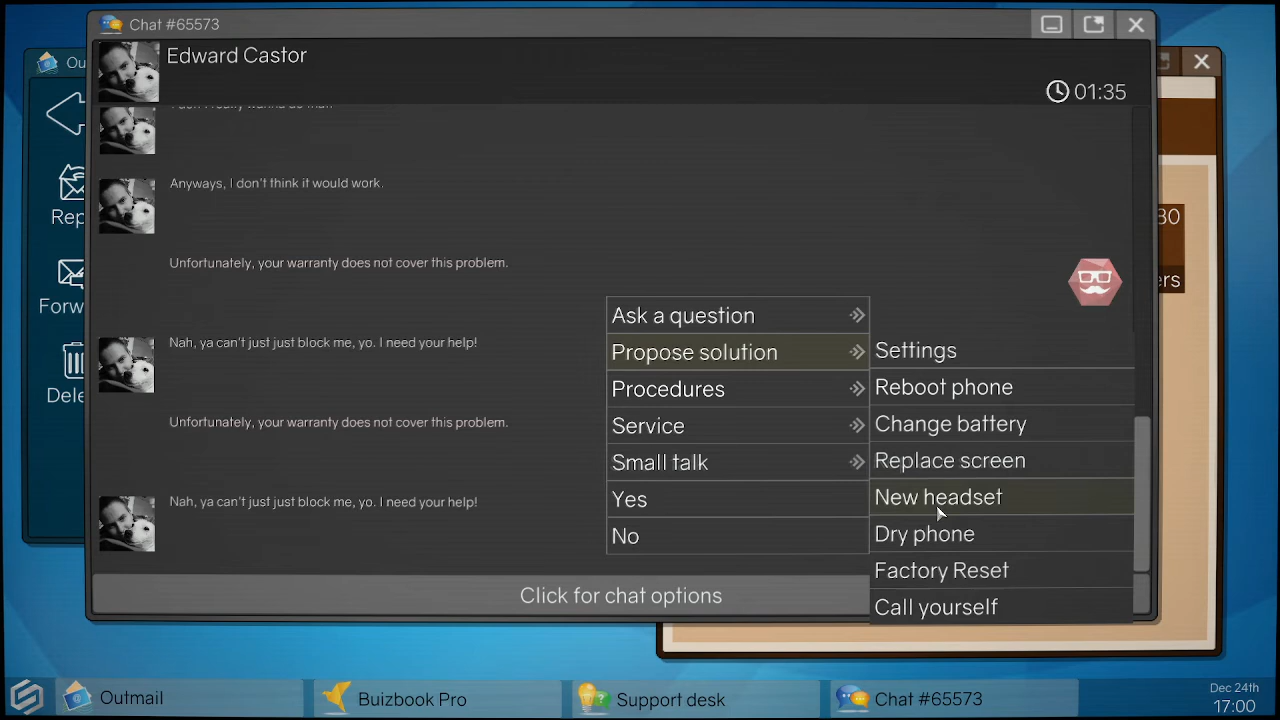 Chat #65573
Ou
Edward Castor
01:35
Anyways, I don't think it would work.
Rep
30
Unfortunately, your warranty does not cover this problem.
ers
Forw
Ask a question
Nah, ya can't just just block me, yo. I need your help!
Propose solution
Settings
Dele
Procedures
Reboot phone
Unfortunately, your warranty does not cover this problem.
Service
Change battery
Small talk
Replace screen
Nah, ya can't just just block me, yo. I need your help!
Yes
New headset
No
Dry phone
Factory Reset
Click for chat options
Call yourself
Outmail
Buizbook Pro
Support desk
Chat #65573
Dec 24th
17:00